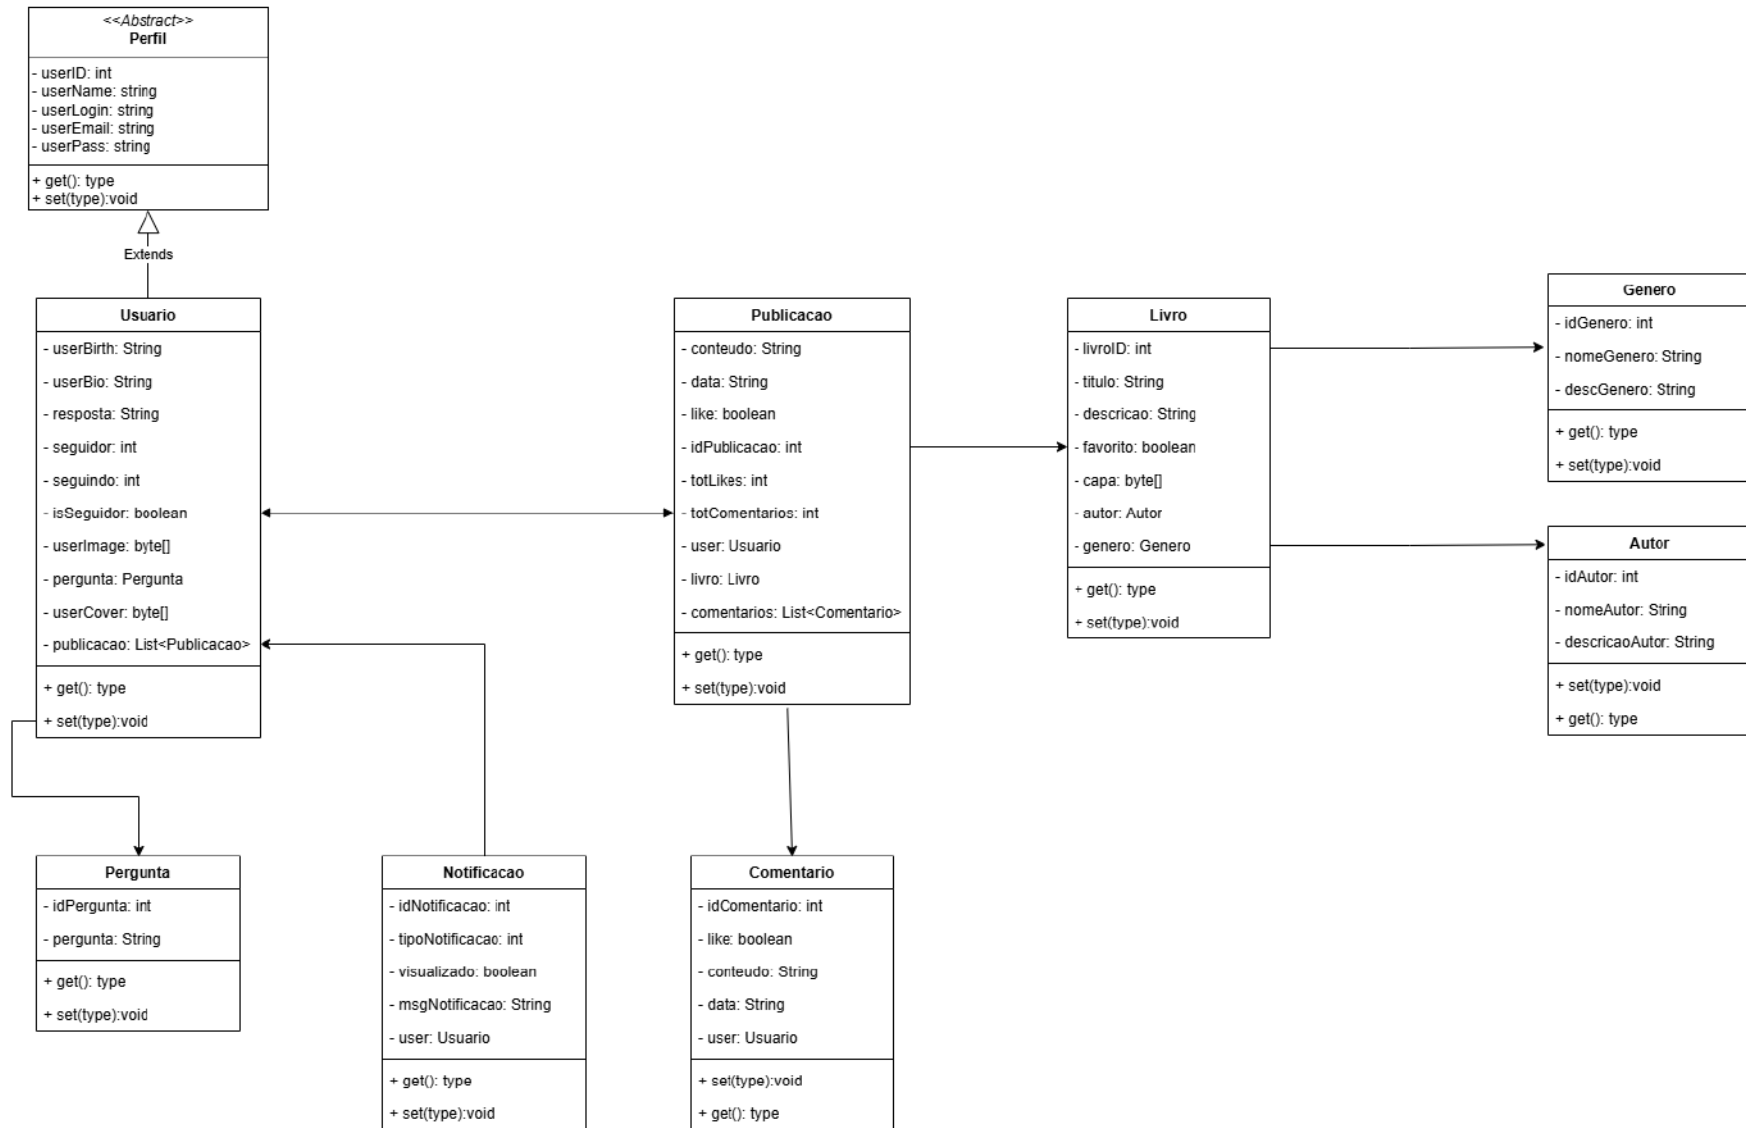 <<Abstract>>
Perfil
- userID: int
- userName: string
- userLogin: string
- userEmail: string
- userPass: string
+ get(): type
+ set(type):void
Extends
Usuario
- userBirth: String
- userBio: String
- resposta: String
- seguidor: int
- seguindo: int
- isSeguidor: boolean
- userImage: byte[]
- pergunta: Pergunta
- userCover: byte[]
- publicacao: List<Publicacao>
+ get(): type
+ set(type):void
Publicacao
- conteudo: String
- data: String
- like: boolean
- idPublicacao: int
- totLikes: int
- totComentarios: int
- user: Usuario
- livro: Livro
- comentarios: List<Comentario>
+ get(): type
+ set(type):void
Livro
- livroID: int
- titulo: String
- descricao: String
- favorito: boolean
- capa: byte[]
- autor: Autor
- genero: Genero
+ get(): type
+ set(type):void
Genero
- idGenero: int
- nomeGenero: String
- descGenero: String
+ get(): type
+ set(type):void
Autor
- idAutor: int
- nomeAutor: String
- descricaoAutor: String
+ set(type):void
+ get(): type
Pergunta
- idPergunta: int
- pergunta: String
+ get(): type
+ set(type):void
Notificacao
- idNotificacao: int
- tipoNotificacao: int
- visualizado: boolean
- msgNotificacao: String
- user: Usuario
+ get(): type
+ set(type):void
Comentario
- idComentario: int
- like: boolean
- conteudo: String
- data: String
- user: Usuario
+ set(type):void
+ get(): type